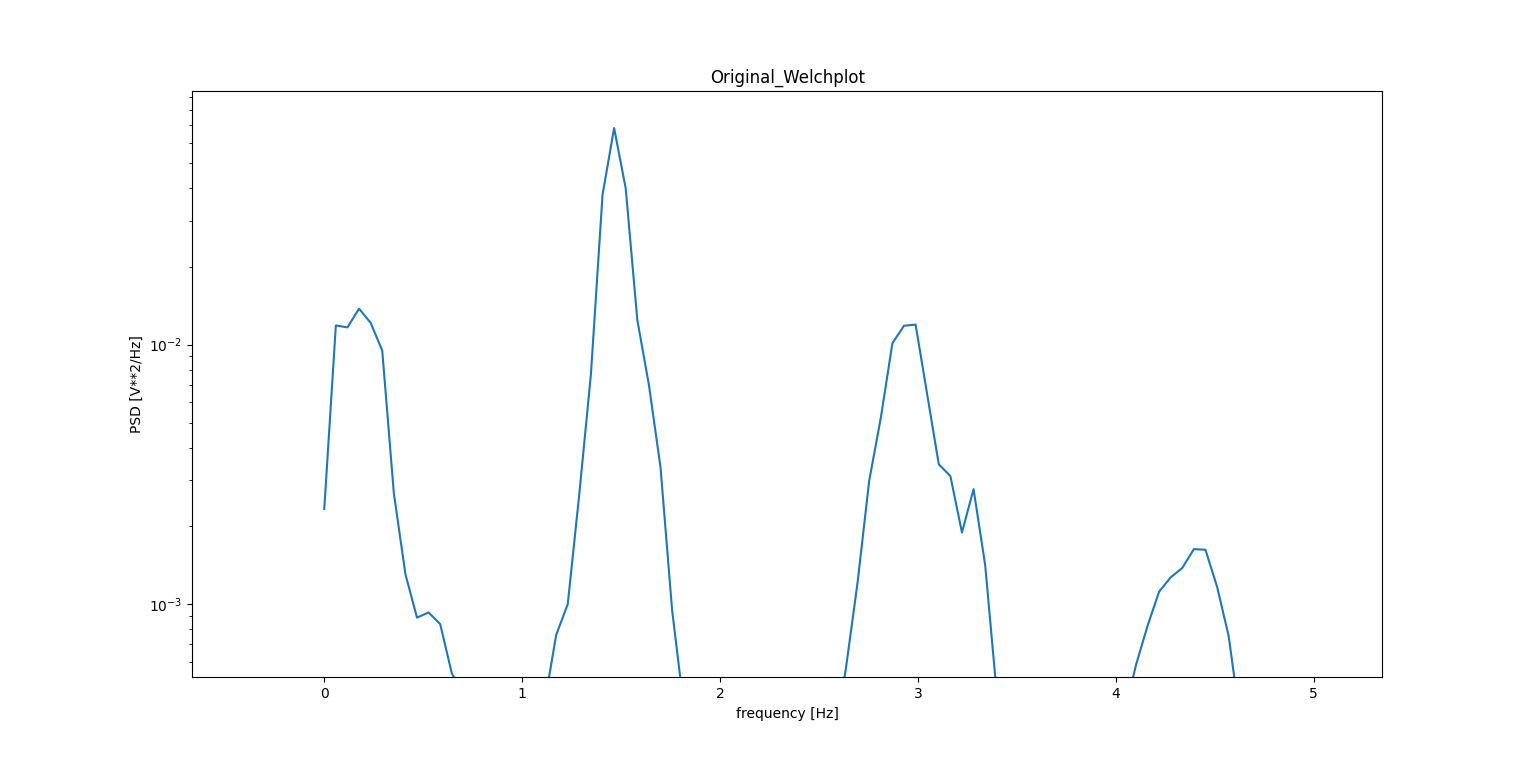 Original_Welchplot
PSD [V**2/Hz]
10⁻²
10⁻³
0 1 2 3 4 5
frequency [Hz]